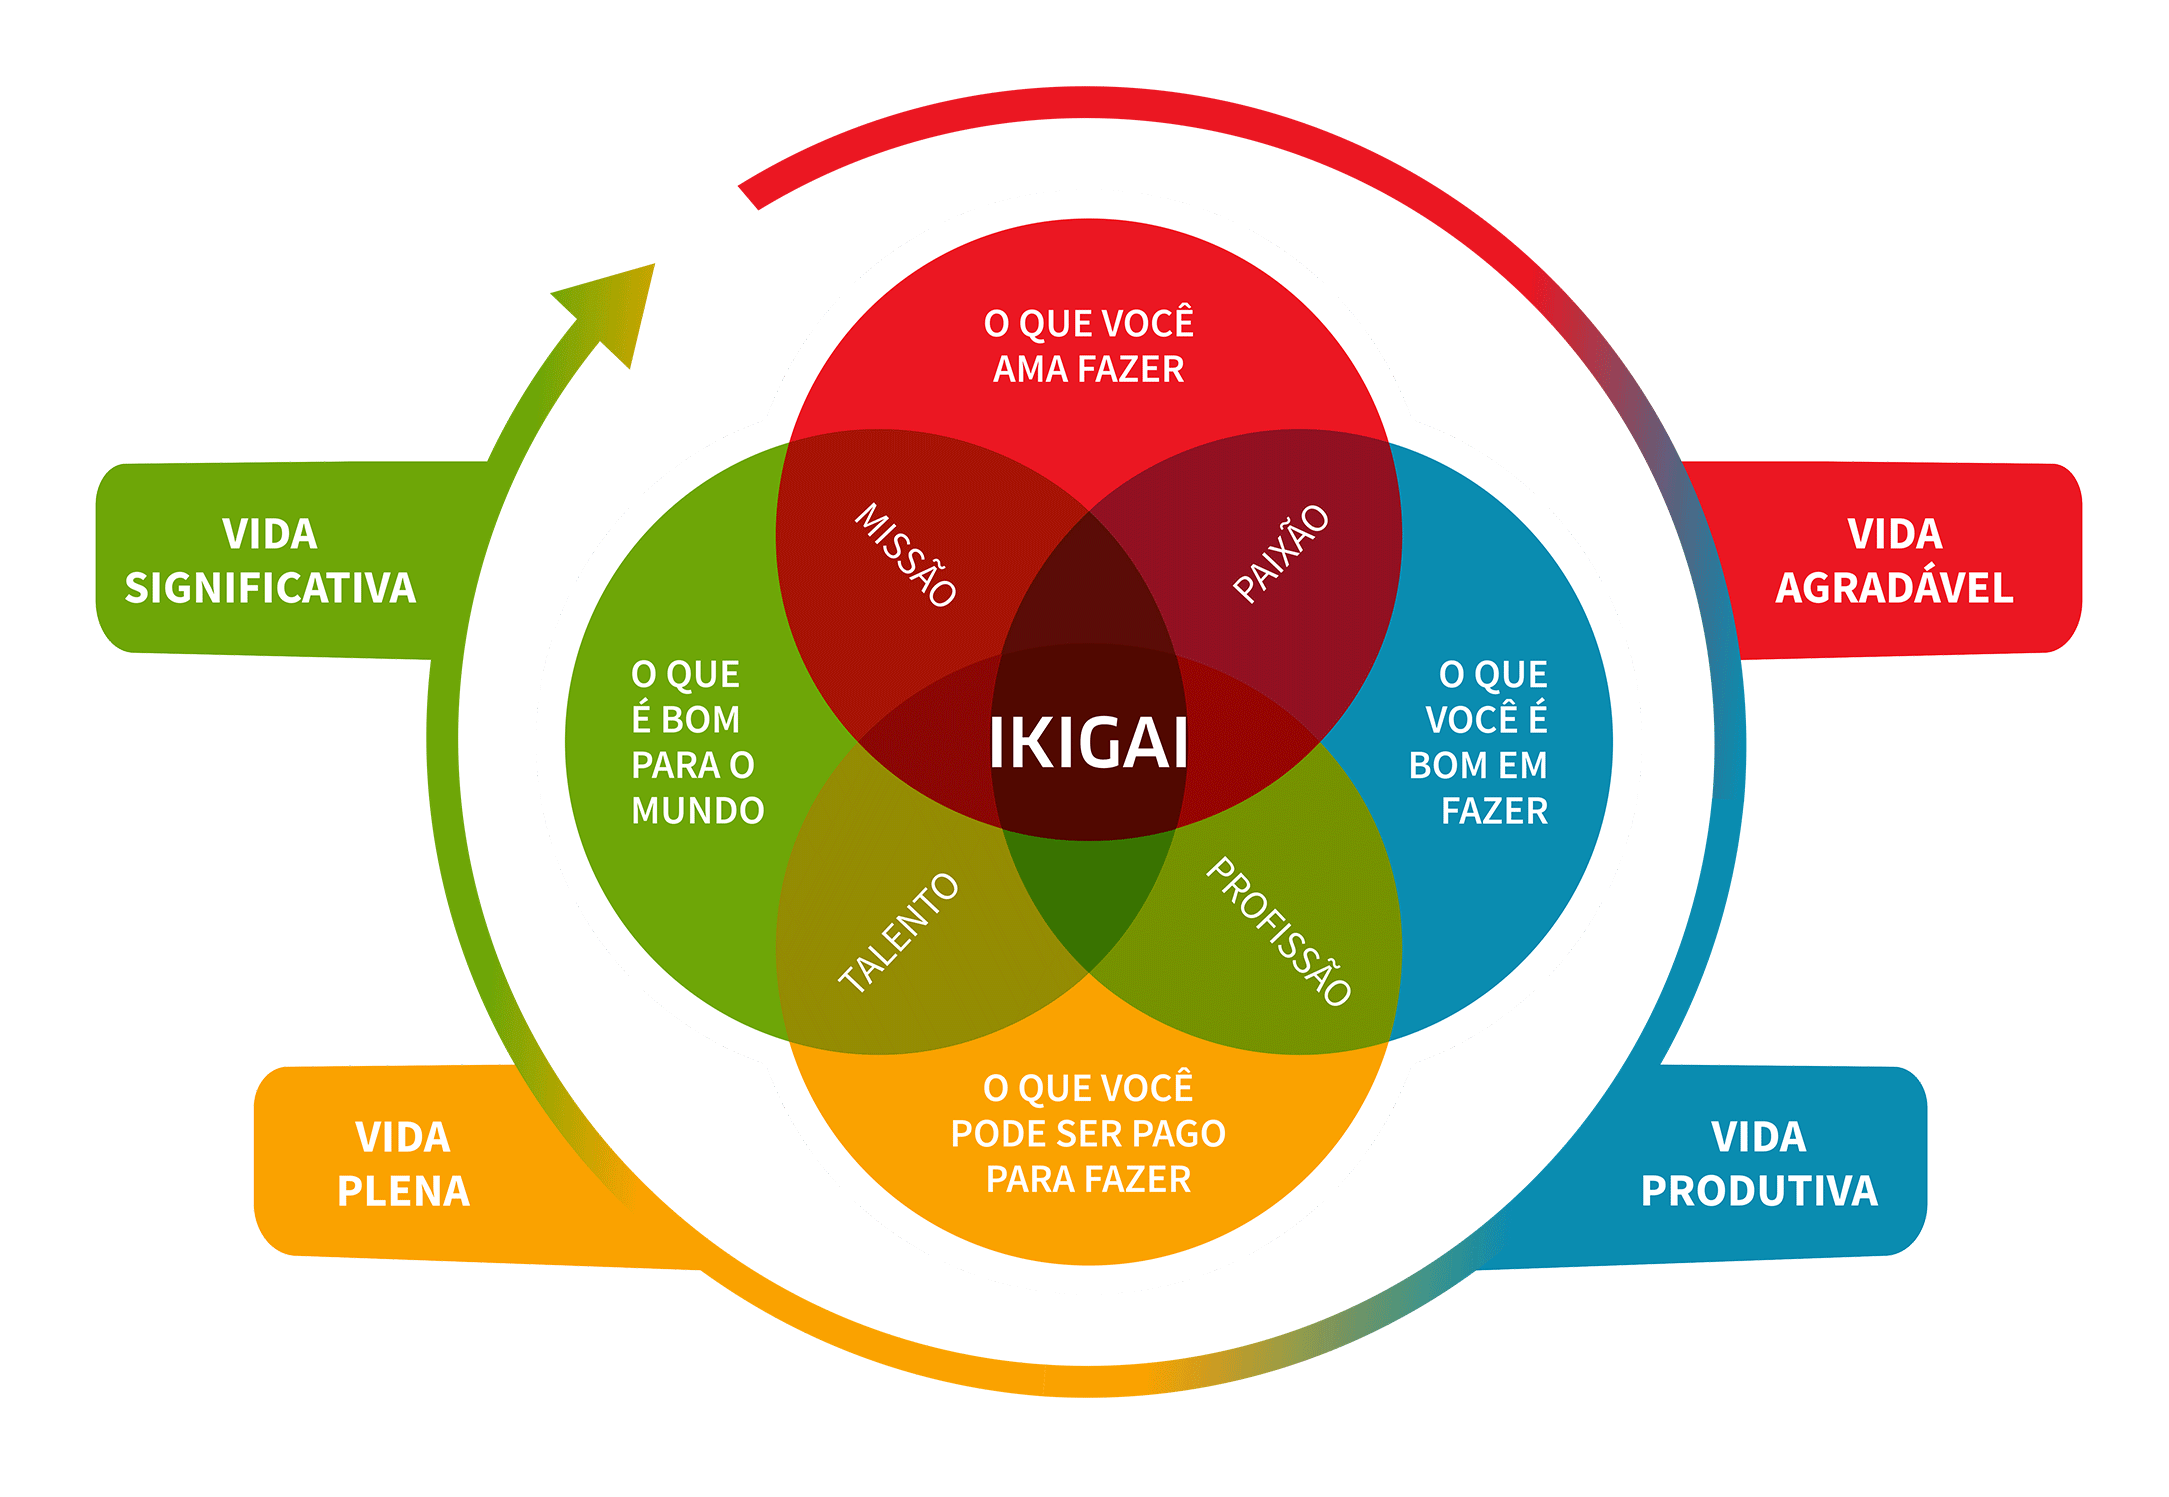 O QUE VOCÊ
AMA FAZER
MISSÃO
PAIXÃO
VIDA
SIGNIFICATIVA
VIDA
AGRADÁVEL
O QUE
É BOM
PARA O
MUNDO
IKIGAI
O QUE
VOCÊ É
BOM EM
FAZER
TALENTO
PROFISSÃO
O QUE VOCÊ
PODE SER PAGO
PARA FAZER
VIDA
PLENA
VIDA
PRODUTIVA